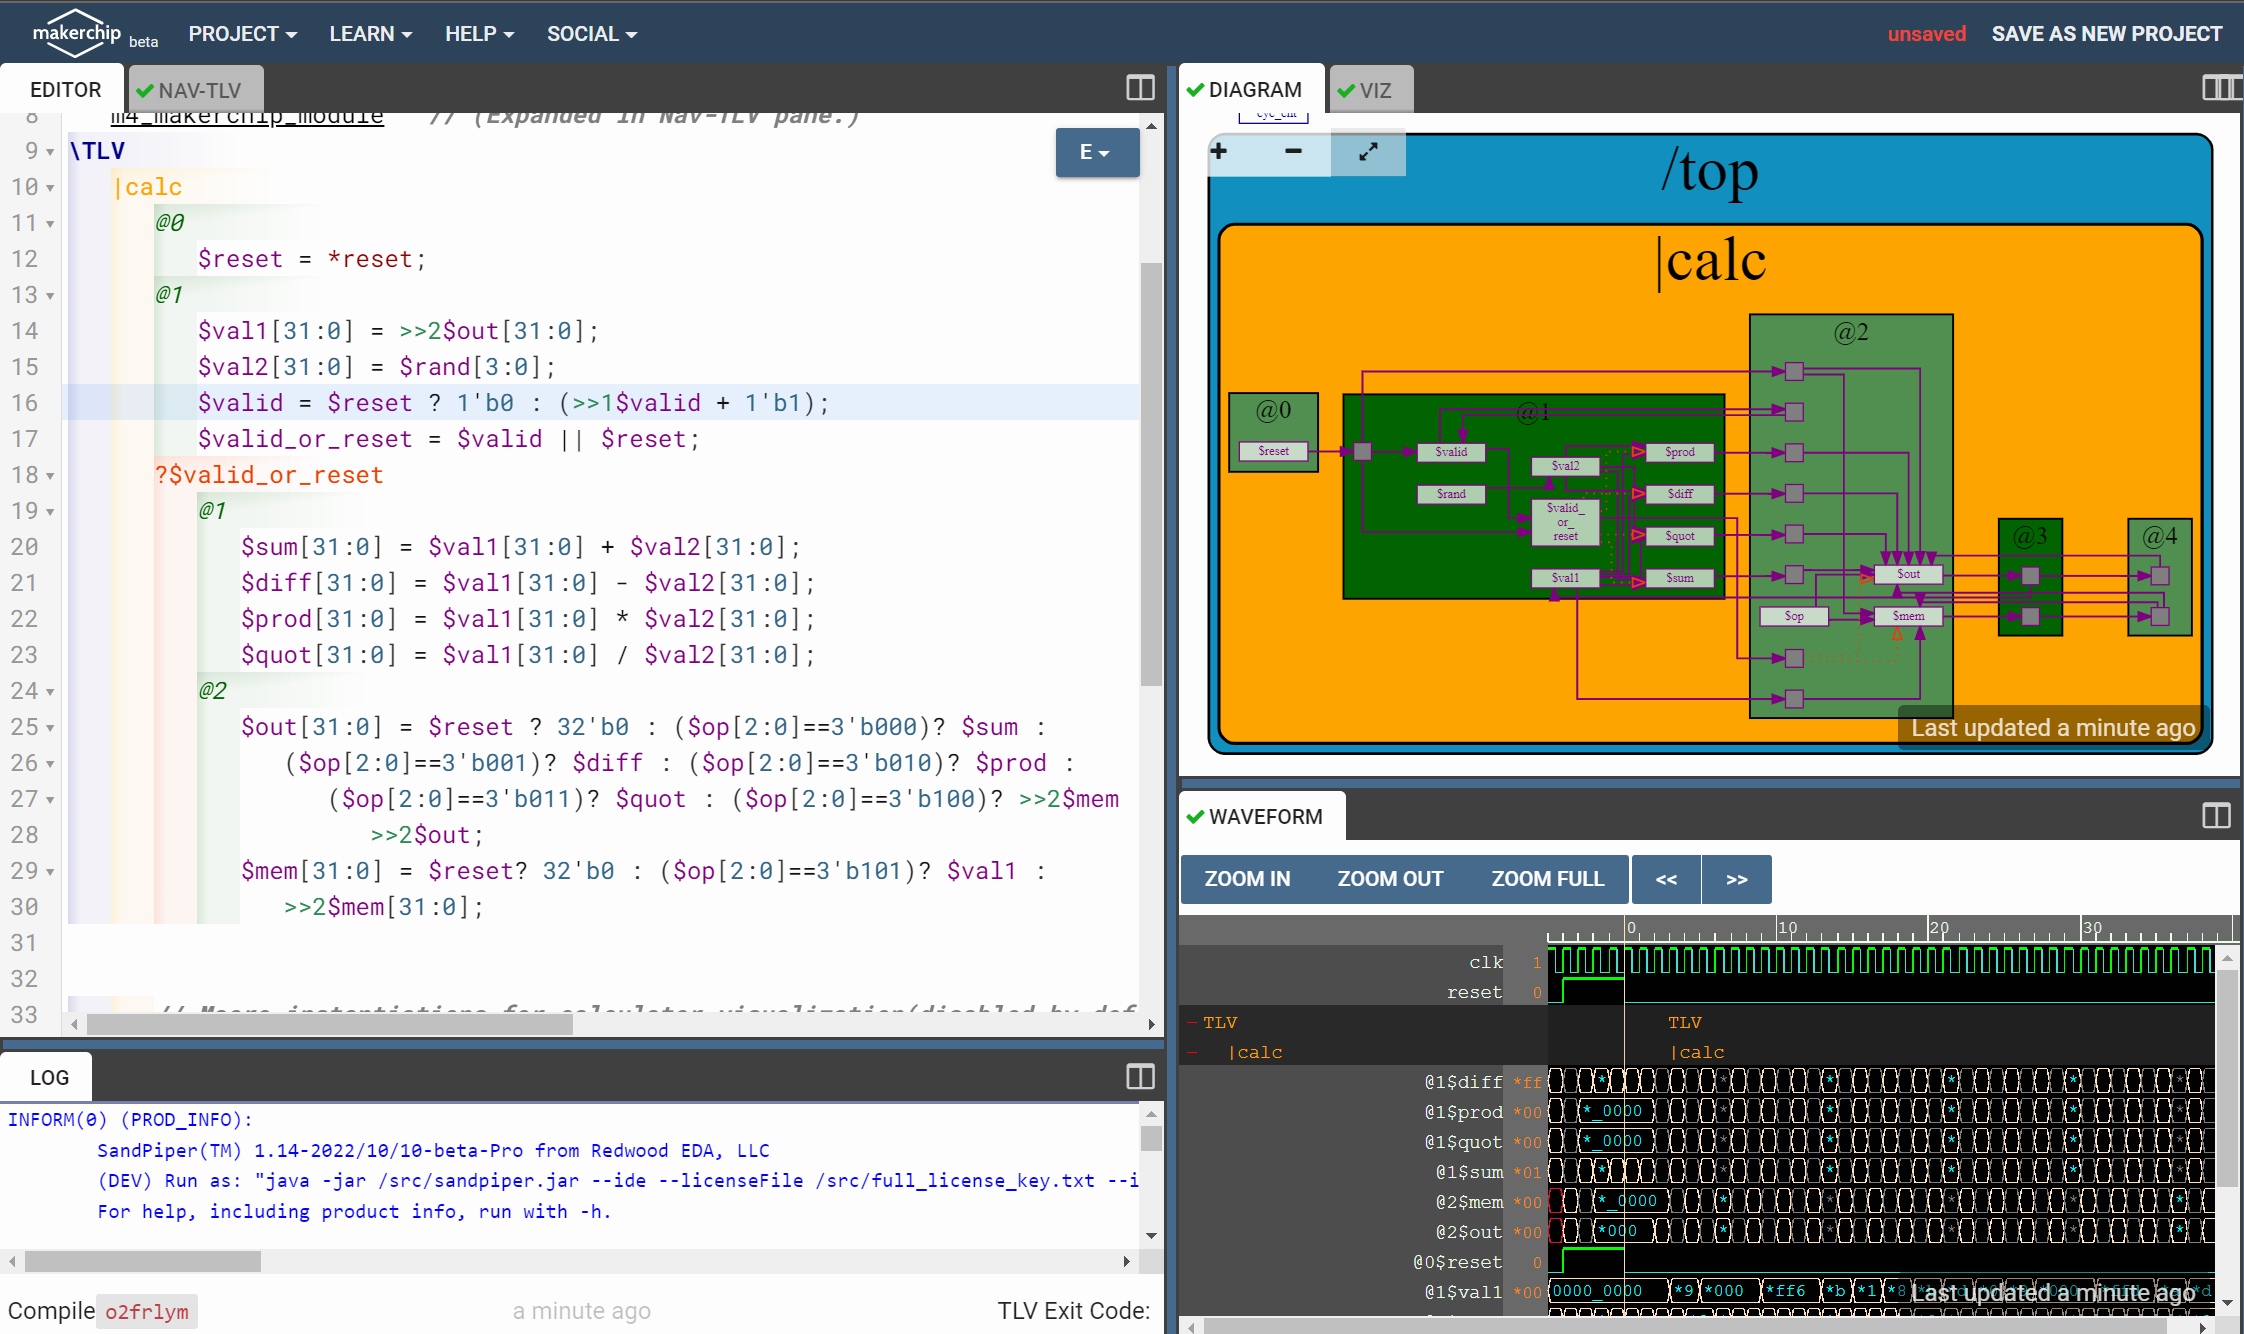 makerchip beta PROJECT LEARN HELP SOCIAL unsaved SAVE AS NEW PROJECT
EDITOR NAV-TLV
8 m4_makerchip_module // (Expanded in Nav-TLV pane.)
9 \TLV
10 |calc
11 @0
12 $reset = *reset;
13 @1
14 $val1[31:0] = >>2$out[31:0];
15 $val2[31:0] = $rand[3:0];
16 $valid = $reset ? 1'b0 : (>>1$valid + 1'b1);
17 $valid_or_reset = $valid || $reset;
18 ?$valid_or_reset
19 @1
20 $sum[31:0] = $val1[31:0] + $val2[31:0];
21 $diff[31:0] = $val1[31:0] - $val2[31:0];
22 $prod[31:0] = $val1[31:0] * $val2[31:0];
23 $quot[31:0] = $val1[31:0] / $val2[31:0];
24 @2
25 $out[31:0] = $reset ? 32'b0 : ($op[2:0]==3'b000)? $sum :
26 ($op[2:0]==3'b001)? $diff : ($op[2:0]==3'b010)? $prod :
27 ($op[2:0]==3'b011)? $quot : ($op[2:0]==3'b100)? >>2$mem
28 >>2$out;
29 $mem[31:0] = $reset? 32'b0 : ($op[2:0]==3'b101)? $val1 :
30 >>2$mem[31:0];
31
32
33
E
LOG
INFORM(0) (PROD_INFO):
SandPiper(TM) 1.14-2022/10/10-beta-Pro from Redwood EDA, LLC
(DEV) Run as: "java -jar /src/sandpiper.jar --ide --licenseFile /src/full_license_key.txt --i
For help, including product info, run with -h.
Compile o2frlym a minute ago TLV Exit Code:
DIAGRAM VIZ
cyc_cnt
+ −
/top
|calc
@0
$reset
@1
$valid
$rand
$val2
$valid_
or_
reset
$val1
$prod
$diff
$quot
$sum
@2
$out
$op
$mem
@3
@4
Last updated a minute ago
WAVEFORM
ZOOM IN ZOOM OUT ZOOM FULL << >>
0 10 20 30
clk 1
reset 0
TLV TLV
|calc |calc
@1$diff *ff
@1$prod *00 *_0000
@1$quot *00 *_0000
@1$sum *01
@2$mem *00 *_0000
@2$out *00 *000
@0$reset 0
@1$val1 *00 0000_0000 *9 *000 *ff6 *b *1 *8
Last updated a minute ago